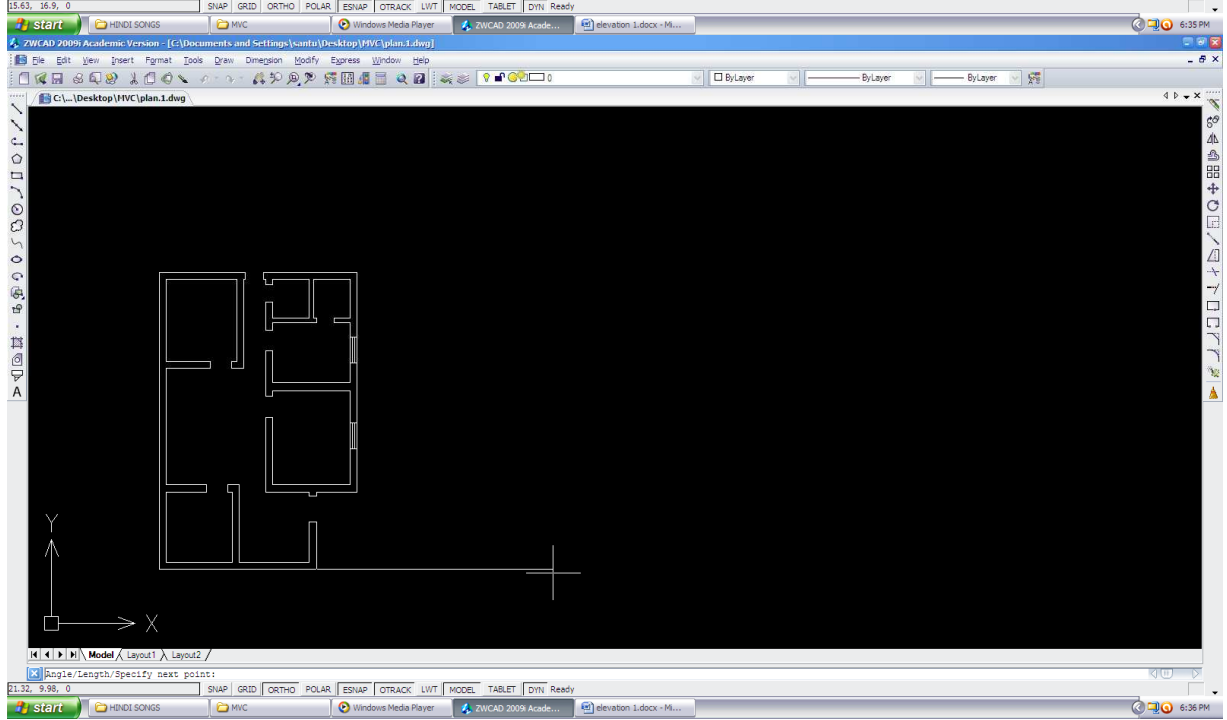 15.63, 16.9, 0 SNAP GRID ORTHO POLAR ESNAP OTRACK LWT MODEL TABLET DYN Ready
start HINDI SONGS MVC Windows Media Player ZWCAD 2009i Acade... elevation 1.docx - Mi... 6:35 PM
ZWCAD 2009i Academic Version - [C:\Documents and Settings\santu\Desktop\MVC\plan.1.dwg]
File Edit View Insert Format Tools Draw Dimension Modify Express Window Help
0 ByLayer ByLayer ByLayer
C:\...\Desktop\MVC\plan.1.dwg
A
Y
X
Model Layout1 Layout2
Angle/Length/Specify next point:
21.32, 9.98, 0 SNAP GRID ORTHO POLAR ESNAP OTRACK LWT MODEL TABLET DYN Ready
start HINDI SONGS MVC Windows Media Player ZWCAD 2009i Acade... elevation 1.docx - Mi... 6:36 PM